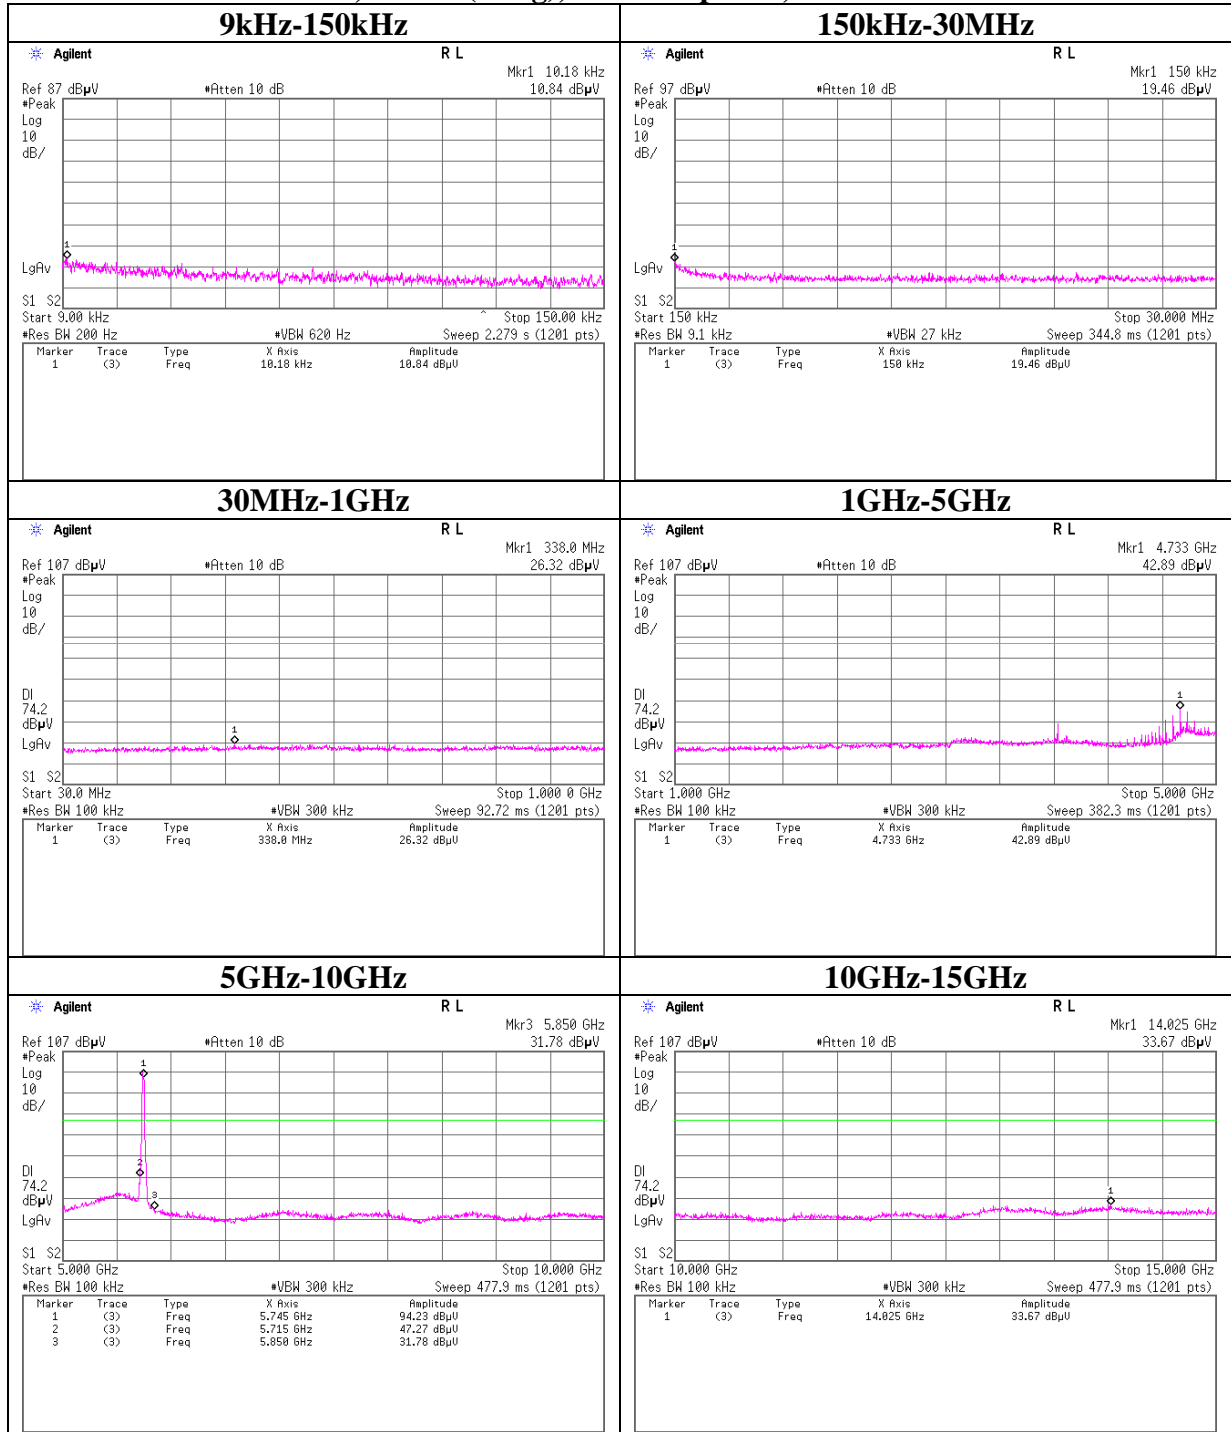 9kHz-150kHz
Agilent R L
Mkr1 10.18 kHz
Ref 87 dBµV #Atten 10 dB 10.84 dBµV
#Peak
Log
10
dB/
1
LgAv
S1 S2
Start 9.00 kHz ^ Stop 150.00 kHz
#Res BW 200 Hz #VBW 620 Hz Sweep 2.279 s (1201 pts)
Marker Trace Type X Axis Amplitude
1 (3) Freq 10.18 kHz 10.84 dBµV
150kHz-30MHz
Agilent R L
Mkr1 150 kHz
Ref 97 dBµV #Atten 10 dB 19.46 dBµV
#Peak
Log
10
dB/
1
LgAv
S1 S2
Start 150 kHz Stop 30.000 MHz
#Res BW 9.1 kHz #VBW 27 kHz Sweep 344.8 ms (1201 pts)
Marker Trace Type X Axis Amplitude
1 (3) Freq 150 kHz 19.46 dBµV
30MHz-1GHz
Agilent R L
Mkr1 338.0 MHz
Ref 107 dBµV #Atten 10 dB 26.32 dBµV
#Peak
Log
10
dB/
DI
74.2
dBµV
1
LgAv
S1 S2
Start 30.0 MHz Stop 1.000 0 GHz
#Res BW 100 kHz #VBW 300 kHz Sweep 92.72 ms (1201 pts)
Marker Trace Type X Axis Amplitude
1 (3) Freq 338.0 MHz 26.32 dBµV
1GHz-5GHz
Agilent R L
Mkr1 4.733 GHz
Ref 107 dBµV #Atten 10 dB 42.89 dBµV
#Peak
Log
10
dB/
DI
74.2
dBµV
1
LgAv
S1 S2
Start 1.000 GHz Stop 5.000 GHz
#Res BW 100 kHz #VBW 300 kHz Sweep 382.3 ms (1201 pts)
Marker Trace Type X Axis Amplitude
1 (3) Freq 4.733 GHz 42.89 dBµV
5GHz-10GHz
Agilent R L
Mkr3 5.850 GHz
Ref 107 dBµV #Atten 10 dB 31.78 dBµV
#Peak
1
Log
10
dB/
2
DI
74.2
3
dBµV
LgAv
S1 S2
Start 5.000 GHz Stop 10.000 GHz
#Res BW 100 kHz #VBW 300 kHz Sweep 477.9 ms (1201 pts)
Marker Trace Type X Axis Amplitude
1 (3) Freq 5.745 GHz 94.23 dBµV
2 (3) Freq 5.715 GHz 47.27 dBµV
3 (3) Freq 5.850 GHz 31.78 dBµV
10GHz-15GHz
Agilent R L
Mkr1 14.025 GHz
Ref 107 dBµV #Atten 10 dB 33.67 dBµV
#Peak
Log
10
dB/
DI
74.2
1
dBµV
LgAv
S1 S2
Start 10.000 GHz Stop 15.000 GHz
#Res BW 100 kHz #VBW 300 kHz Sweep 477.9 ms (1201 pts)
Marker Trace Type X Axis Amplitude
1 (3) Freq 14.025 GHz 33.67 dBµV